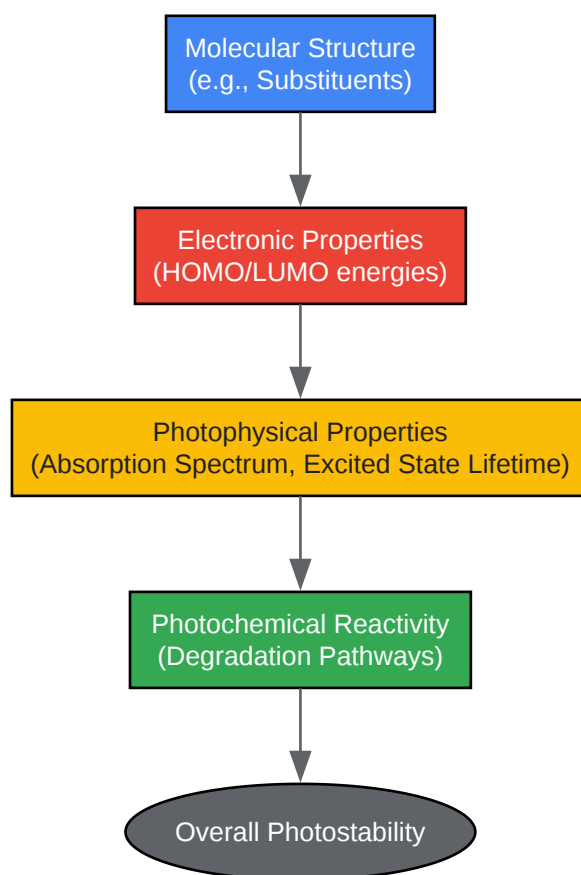 Molecular Structure
(e.g., Substituents)
Electronic Properties
(HOMO/LUMO energies)
Photophysical Properties
(Absorption Spectrum, Excited State Lifetime)
Photochemical Reactivity
(Degradation Pathways)
Overall Photostability